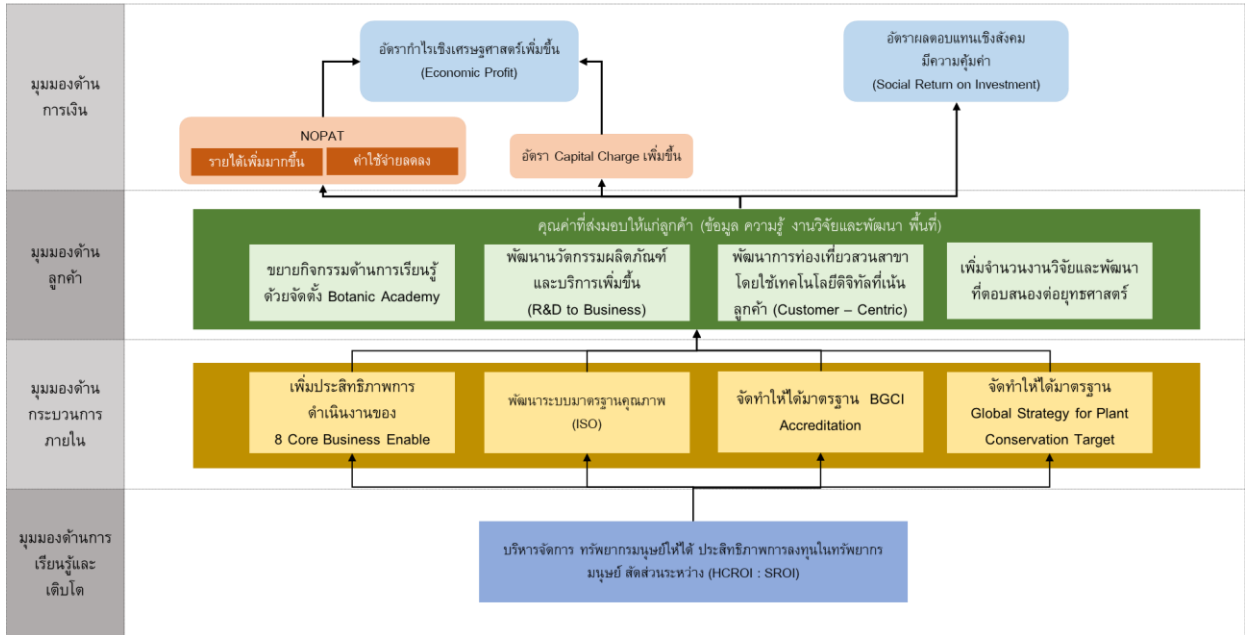 มุมมองด้าน
การเงิน
อัตรากำไรเชิงเศรษฐศาสตร์เพิ่มขึ้น
(Economic Profit)
อัตราผลตอบแทนเชิงสังคม
มีความคุ้มค่า
(Social Return on Investment)
NOPAT
รายได้เพิ่มมากขึ้น
ค่าใช้จ่ายลดลง
อัตรา Capital Charge เพิ่มขึ้น
มุมมองด้าน
ลูกค้า
คุณค่าที่ส่งมอบให้แก่ลูกค้า (ข้อมูล ความรู้ งานวิจัยและพัฒนา พื้นที่)
ขยายกิจกรรมด้านการเรียนรู้
ด้วยจัดตั้ง Botanic Academy
พัฒนานวัตกรรมผลิตภัณฑ์
และบริการเพิ่มขึ้น
(R&D to Business)
พัฒนาการท่องเที่ยวสวนสาขา
โดยใช้เทคโนโลยีดิจิทัลที่เน้น
ลูกค้า (Customer – Centric)
เพิ่มจำนวนงานวิจัยและพัฒนา
ที่ตอบสนองต่อยุทธศาสตร์
มุมมองด้าน
กระบวนการ
ภายใน
เพิ่มประสิทธิภาพการ
ดำเนินงานของ
8 Core Business Enable
พัฒนาระบบมาตรฐานคุณภาพ
(ISO)
จัดทำให้ได้มาตรฐาน BGCI
Accreditation
จัดทำให้ได้มาตรฐาน
Global Strategy for Plant
Conservation Target
มุมมองด้านการ
เรียนรู้และ
เติบโต
บริหารจัดการ ทรัพยากรมนุษย์ให้ได้ ประสิทธิภาพการลงทุนในทรัพยากร
มนุษย์ สัดส่วนระหว่าง (HCROI : SROI)